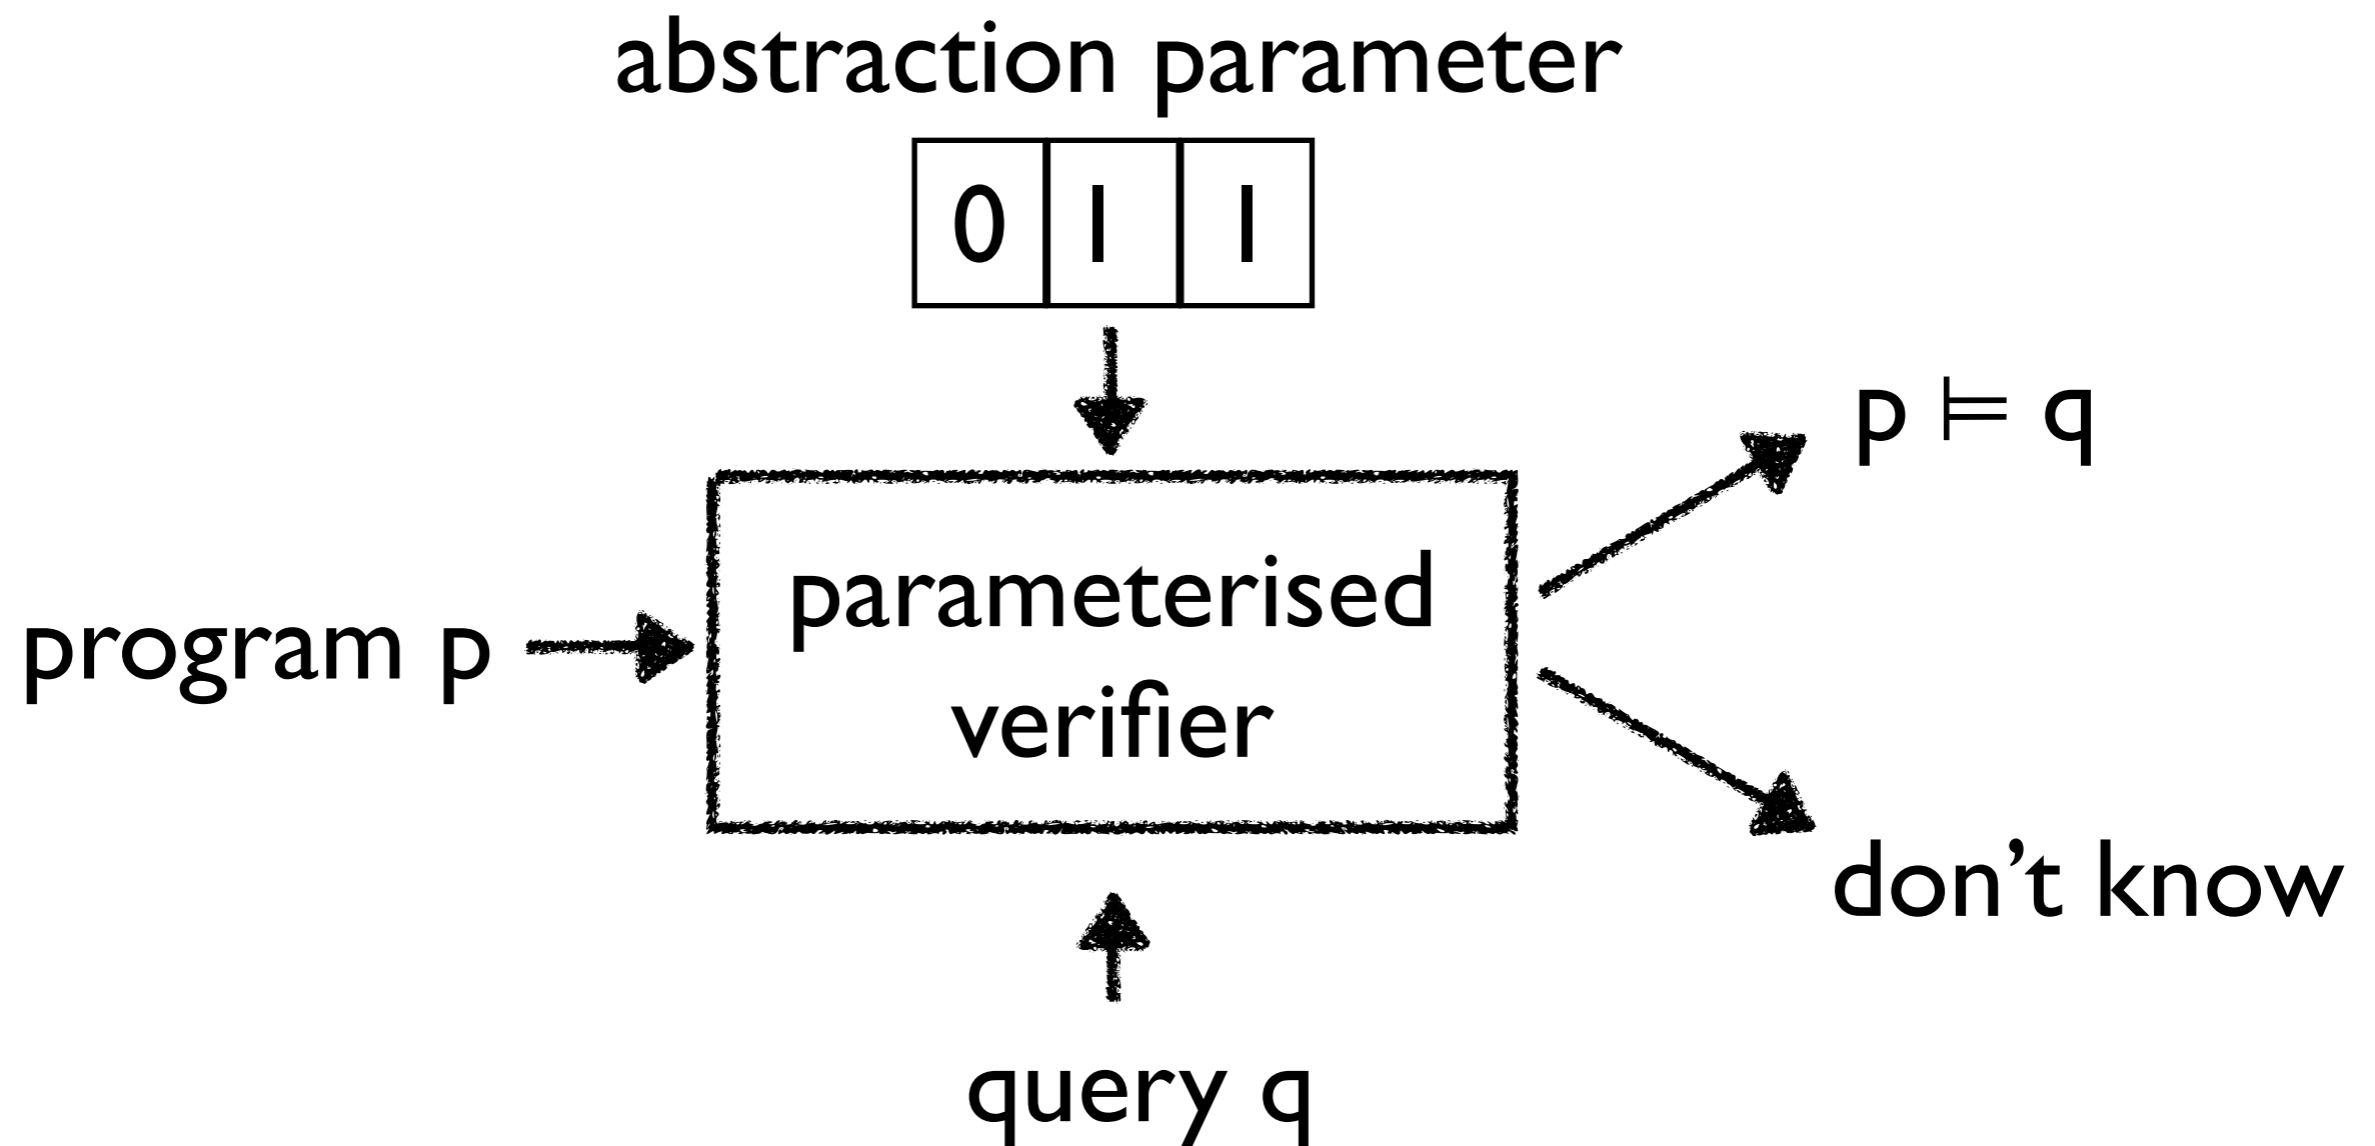 abstraction parameter
0 1 1
p ⊨ q
parameterised
program p
verifier
don’t know
query q